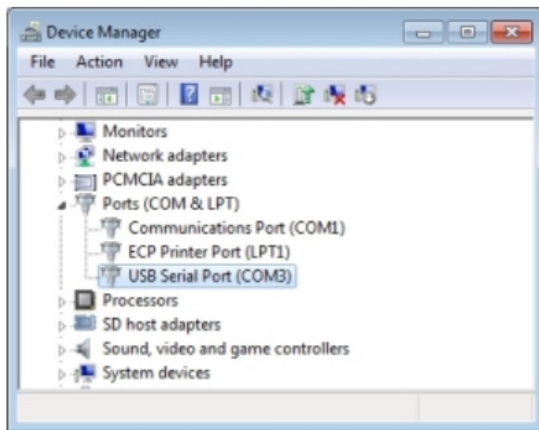 Device Manager
File Action View Help
Monitors
Network adapters
PCMCIA adapters
Ports (COM & LPT)
Communications Port (COM1)
ECP Printer Port (LPT1)
USB Serial Port (COM3)
Processors
SD host adapters
Sound, video and game controllers
System devices